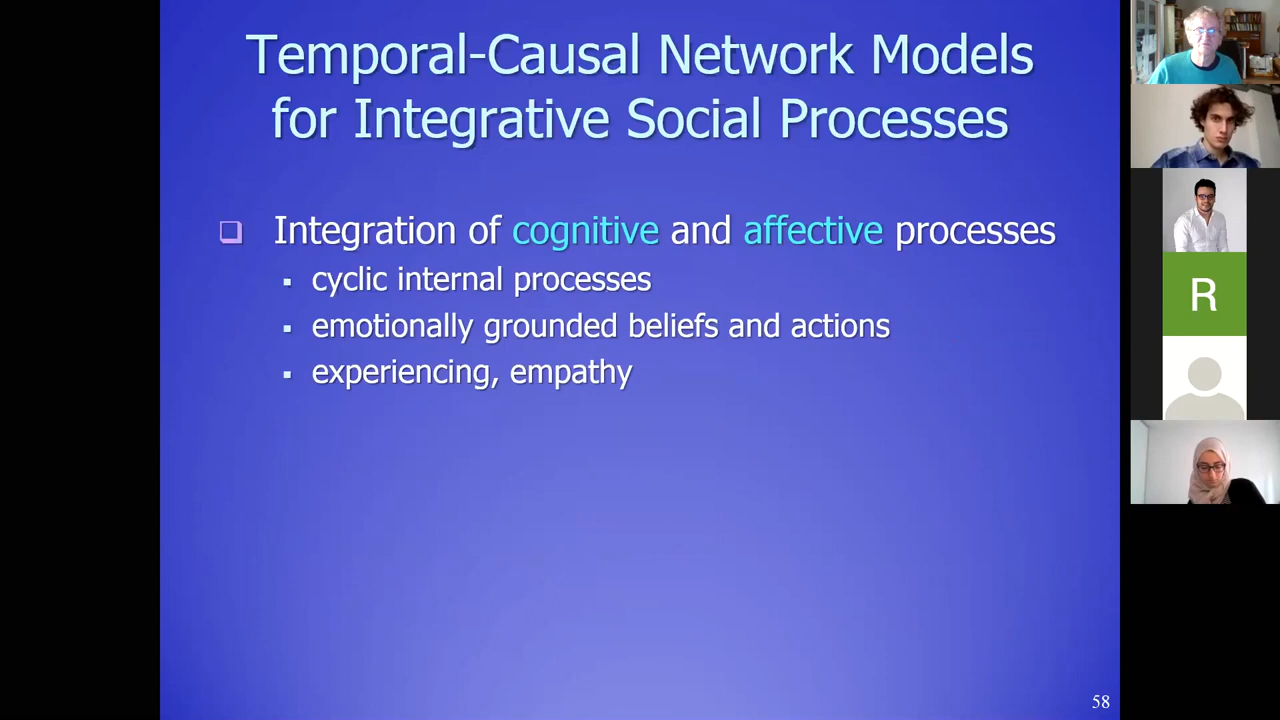 Temporal-Causal Network Models
for Integrative Social Processes
Integration of cognitive and affective processes
cyclic internal processes
emotionally grounded beliefs and actions
experiencing, empathy
R
58